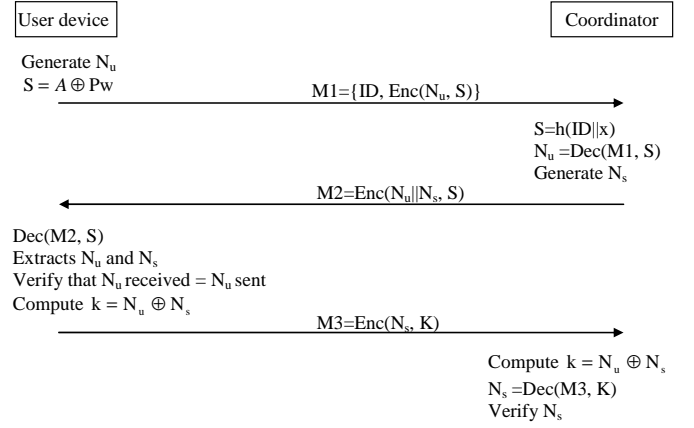 User device
Coordinator
Generate Nu
S = A ⊕ Pw
M1={ID, Enc(Nu, S)}
S=h(ID||x)
Nu =Dec(M1, S)
Generate Ns
M2=Enc(Nu||Ns, S)
Dec(M2, S)
Extracts Nu and Ns
Verify that Nu received = Nu sent
Compute k = Nu ⊕ Ns
M3=Enc(Ns, K)
Compute k = Nu ⊕ Ns
Ns =Dec(M3, K)
Verify Ns